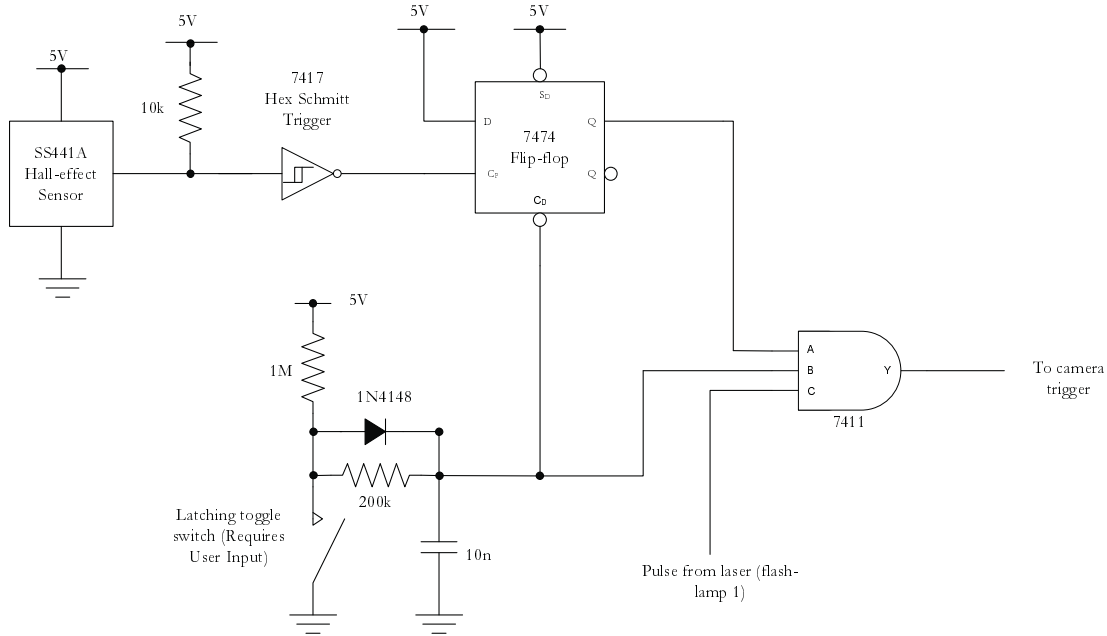 5V
5V
5V
5V
10k
7417
Hex Schmitt
Trigger
SS441A
Hall-effect
Sensor
SD
D
Q
7474
Flip-flop
CP
Q
CD
5V
1M
1N4148
200k
10n
Latching toggle
switch (Requires
User Input)
A
B
C
Y
7411
To camera
trigger
Pulse from laser (flash-
lamp 1)